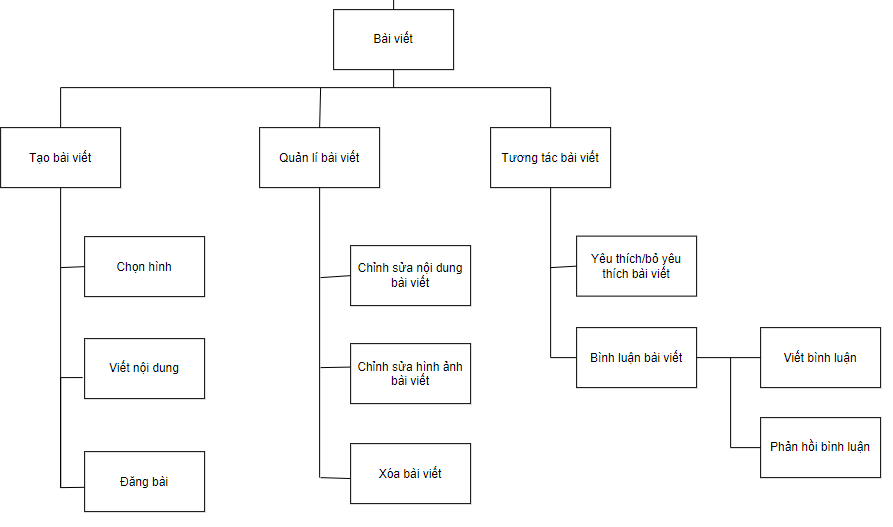 Bài viết
Tạo bài viết
Quản lí bài viết
Tương tác bài viết
Chọn hình
Viết nội dung
Đăng bài
Chỉnh sửa nội dung
bài viết
Chỉnh sửa hình ảnh
bài viết
Xóa bài viết
Yêu thích/bỏ yêu
thích bài viết
Bình luận bài viết
Viết bình luận
Phản hồi bình luận